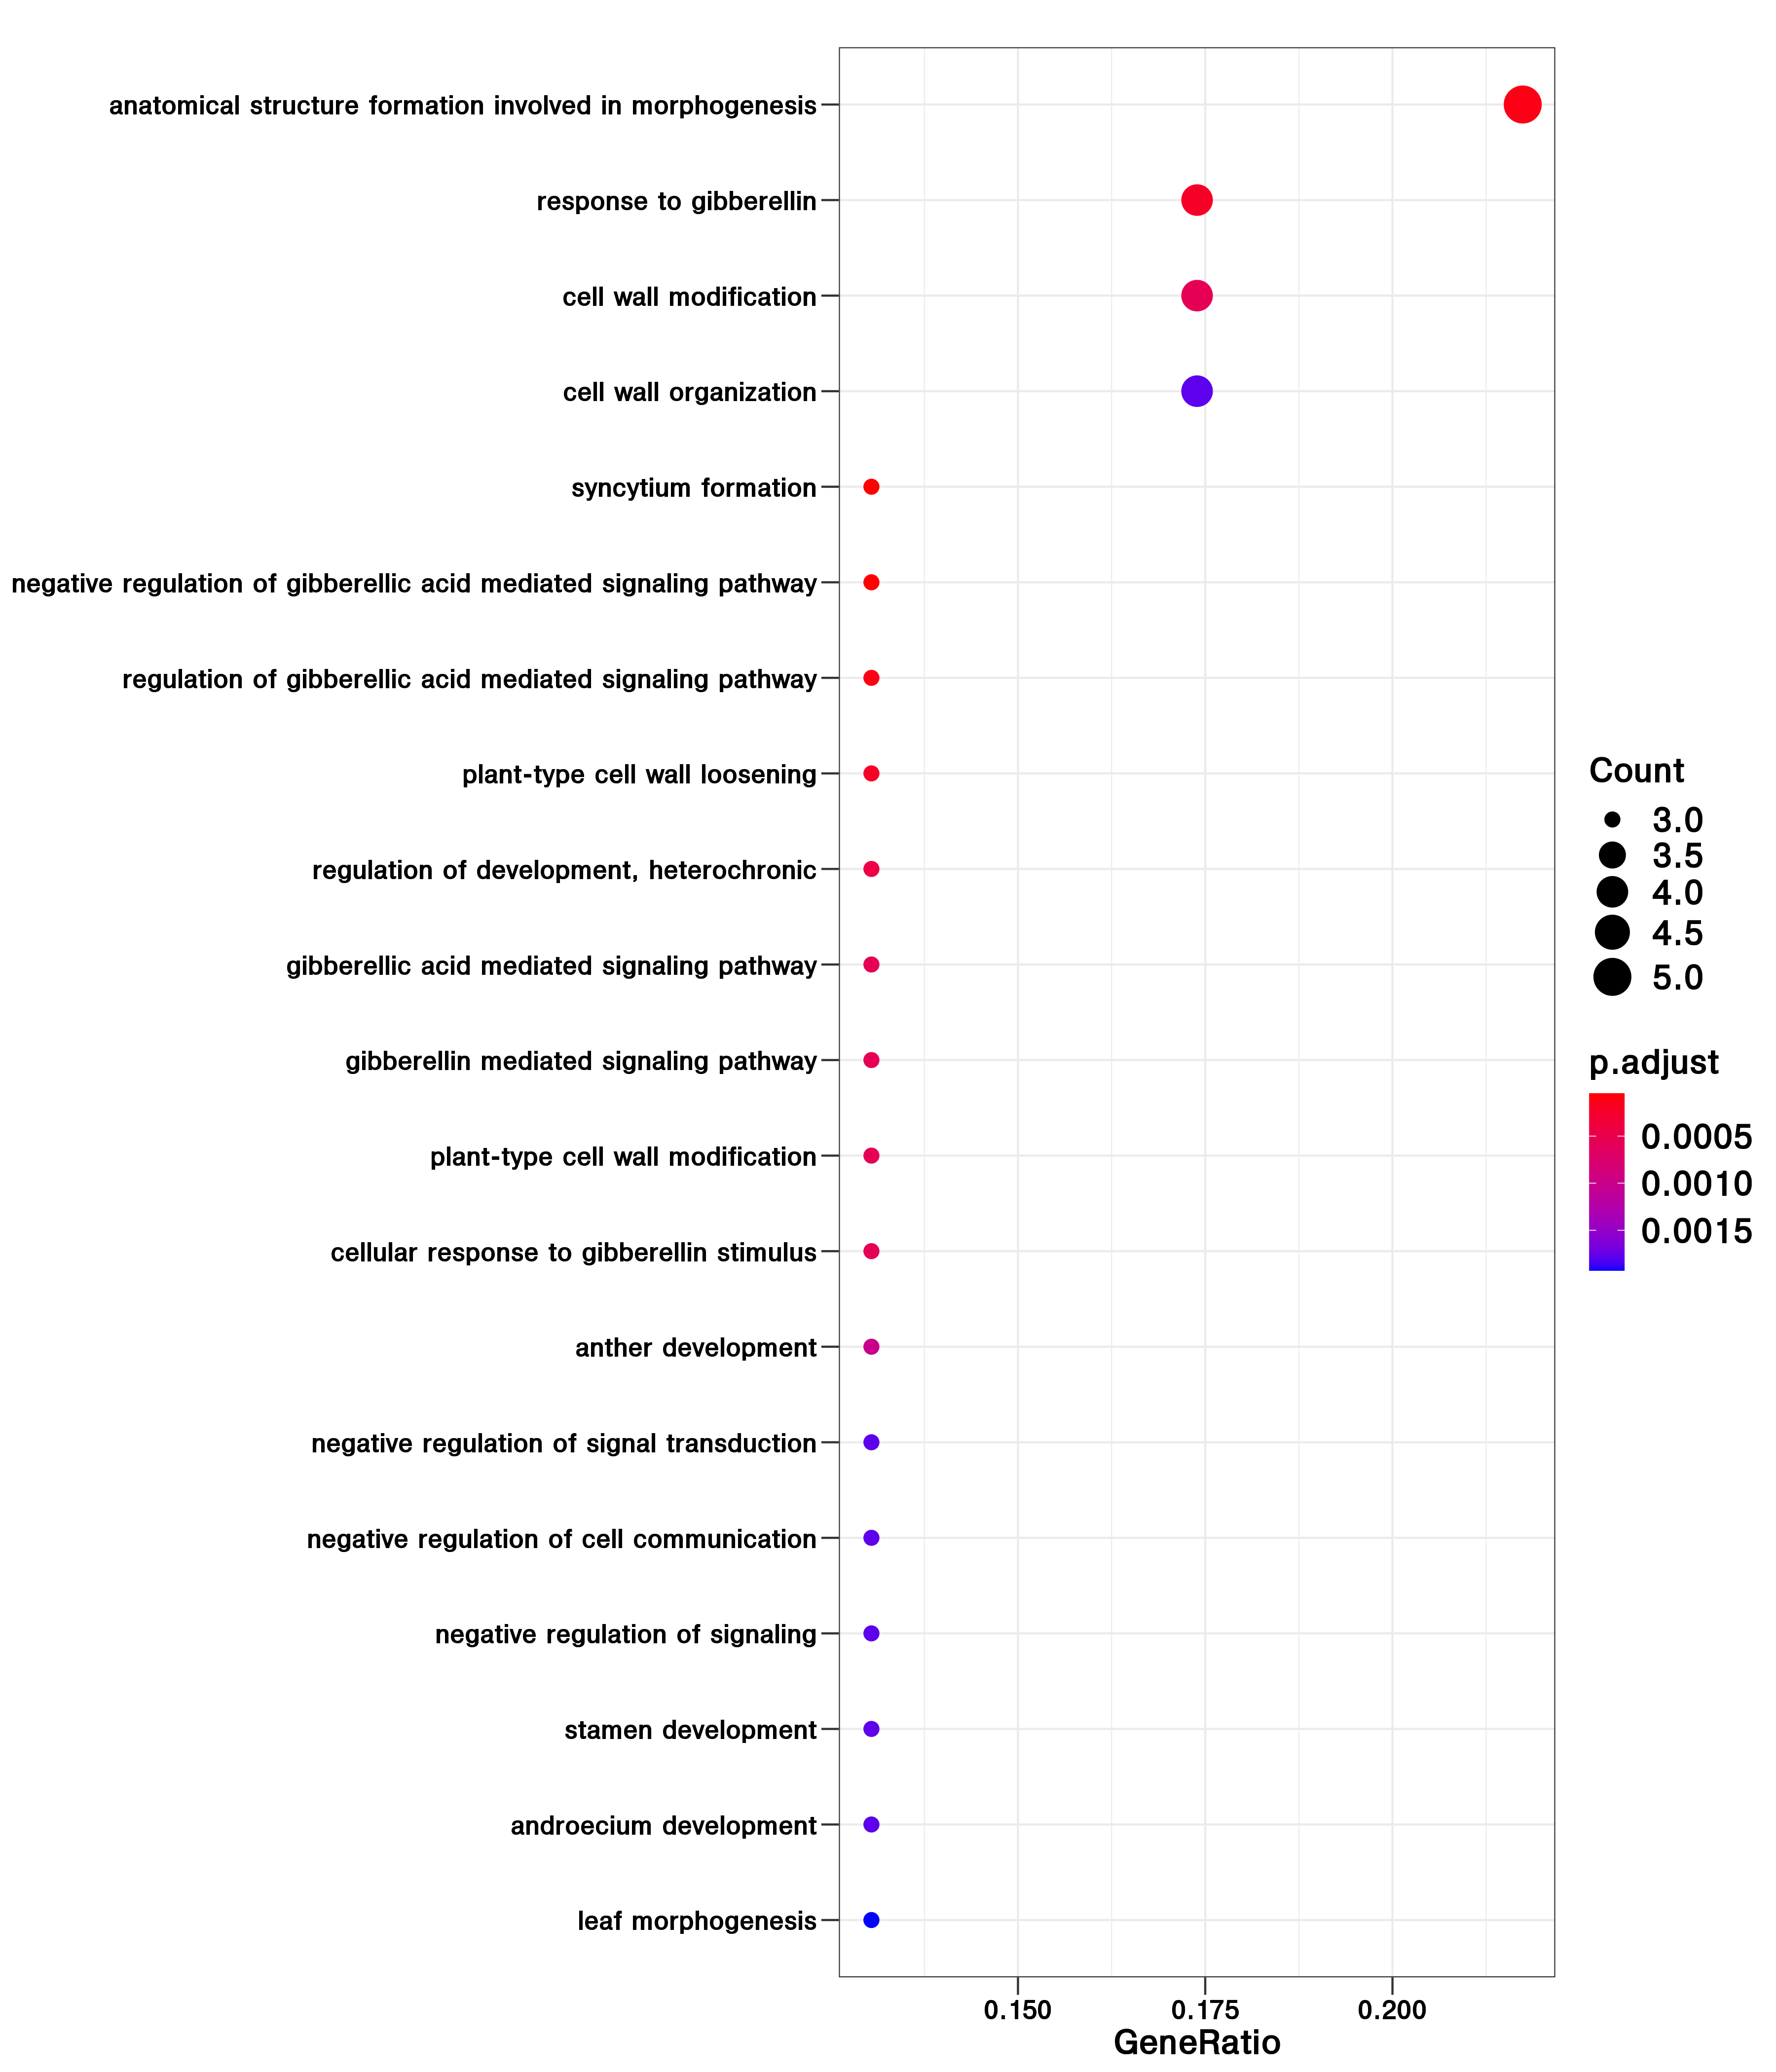 anatomical structure formation involved in morphogenesis
response to gibberellin
cell wall modification
cell wall organization
syncytium formation
negative regulation of gibberellic acid mediated signaling pathway
regulation of gibberellic acid mediated signaling pathway
plant-type cell wall loosening
regulation of development, heterochronic
gibberellic acid mediated signaling pathway
gibberellin mediated signaling pathway
plant-type cell wall modification
cellular response to gibberellin stimulus
anther development
negative regulation of signal transduction
negative regulation of cell communication
negative regulation of signaling
stamen development
androecium development
leaf morphogenesis
0.150 0.175 0.200
GeneRatio
Count
3.0
3.5
4.0
4.5
5.0
p.adjust
0.0005
0.0010
0.0015